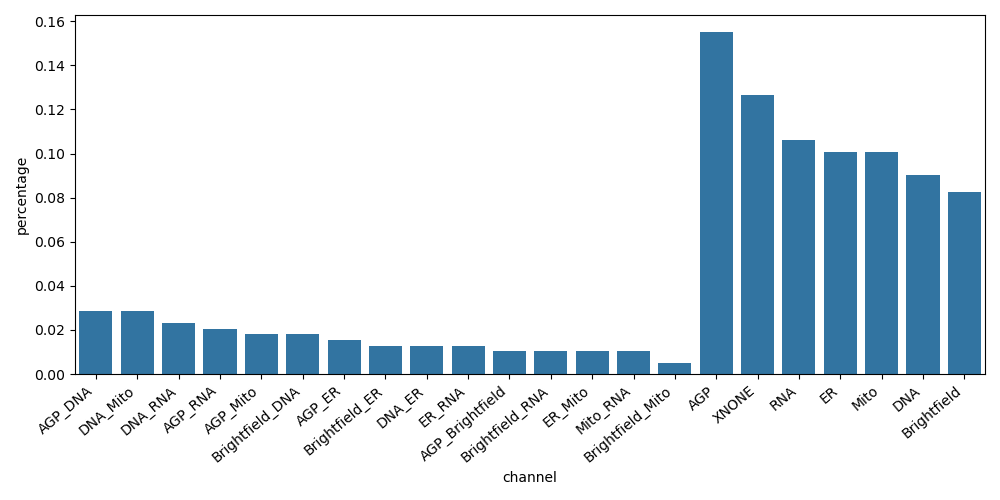 percentage
0.16
0.14
0.12
0.10
0.08
0.06
0.04
0.02
0.00
AGP_DNA
DNA_Mito
DNA_RNA
AGP_RNA
AGP_Mito
Brightfield_DNA
AGP_ER
Brightfield_ER
DNA_ER
ER_RNA
AGP_Brightfield
Brightfield_RNA
ER_Mito
Mito_RNA
Brightfield_Mito
AGP
XNONE
RNA
ER
Mito
DNA
Brightfield
channel